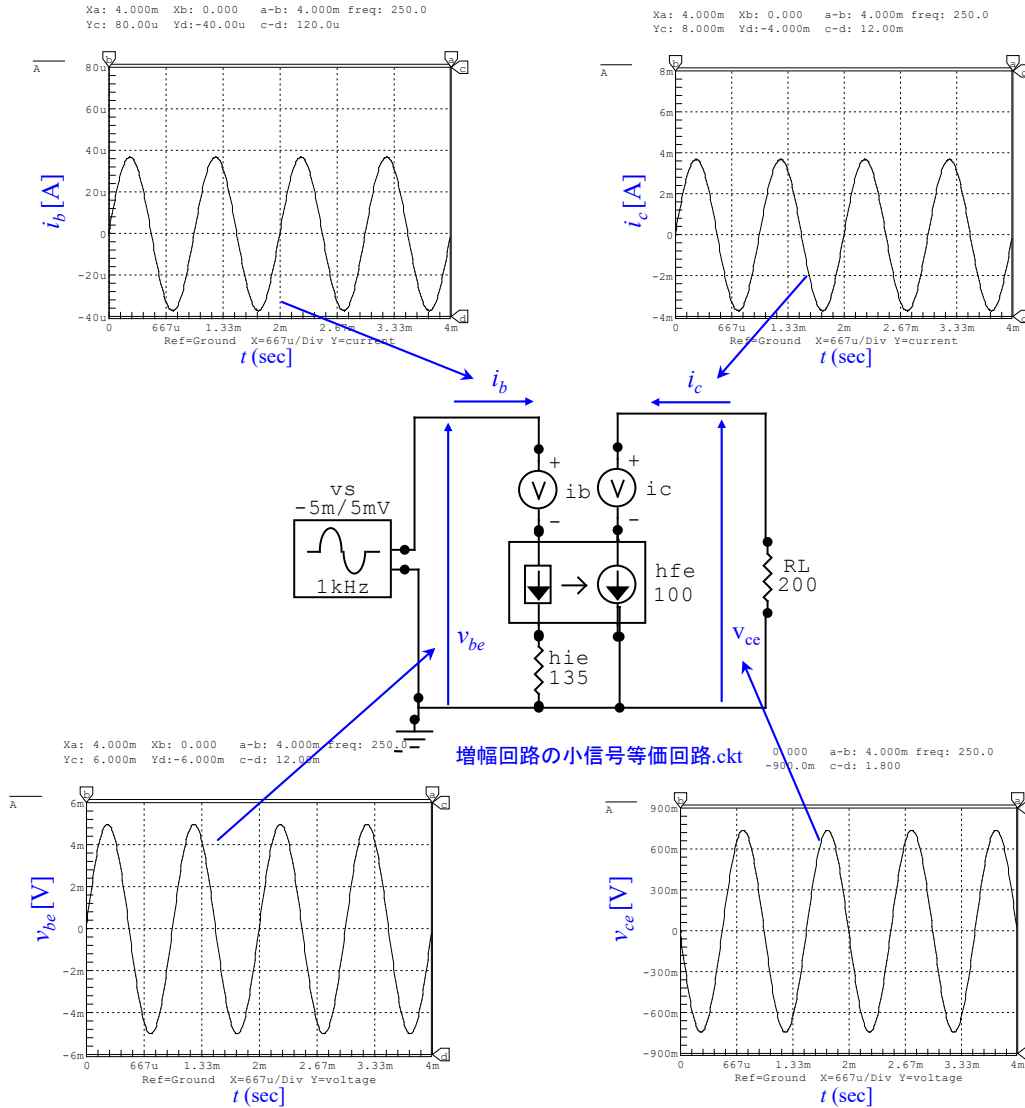 Xa: 4.000m Xb: 0.000 a-b: 4.000m freq: 250.0
Yc: 80.00u Yd:-40.00u c-d: 120.0u
A
b
a
c
d
80u
60u
40u
20u
0
-20u
-40u
0 667u 1.33m 2m 2.67m 3.33m 4m
Ref=Ground X=667u/Div Y=current
i_b [A]
t (sec)
Xa: 4.000m Xb: 0.000 a-b: 4.000m freq: 250.0
Yc: 8.000m Yd:-4.000m c-d: 12.00m
A
b
a
8m
6m
4m
2m
0
-2m
-4m
0 667u 1.33m 2m 2.67m 3.33m 4m
Ref=Ground X=667u/Div Y=current
i_c [A]
t (sec)
i_b
i_c
vs
-5m/5mV
1kHz
+
V
ib
-
+
V
ic
-
hfe
100
hie
135
RL
200
v_be
v_ce
増幅回路の小信号等価回路.ckt
Xa: 4.000m Xb: 0.000 a-b: 4.000m freq: 250.0
Yc: 6.000m Yd:-6.000m c-d: 12.00m
A
b
a
c
d
6m
4m
2m
0
-2m
-4m
-6m
0 667u 1.33m 2m 2.67m 3.33m 4m
Ref=Ground X=667u/Div Y=voltage
v_be [V]
t (sec)
0.000 a-b: 4.000m freq: 250.0
-900.0m c-d: 1.800
A
b
a
900m
600m
300m
0
-300m
-600m
-900m
0 667u 1.33m 2m 2.67m 3.33m 4m
Ref=Ground X=667u/Div Y=voltage
v_ce [V]
t (sec)